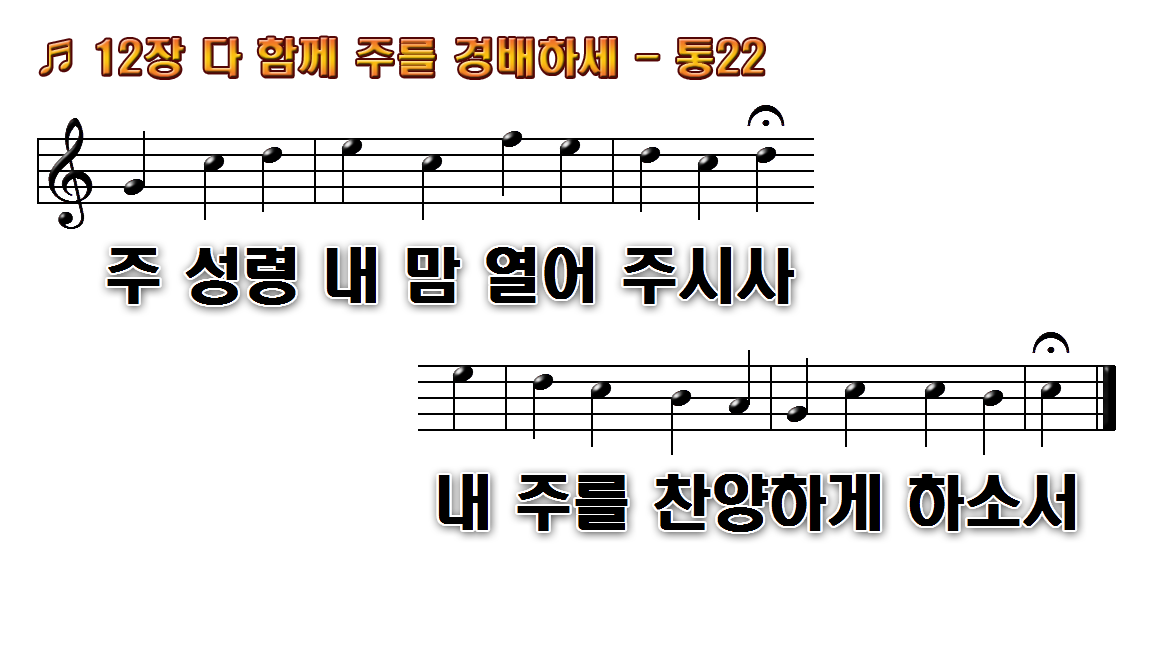 ♬ 12장 다 함께 주를 경배하세 - 통22
주 성령 내 맘 열어 주시사
내 주를 찬양하게 하소서